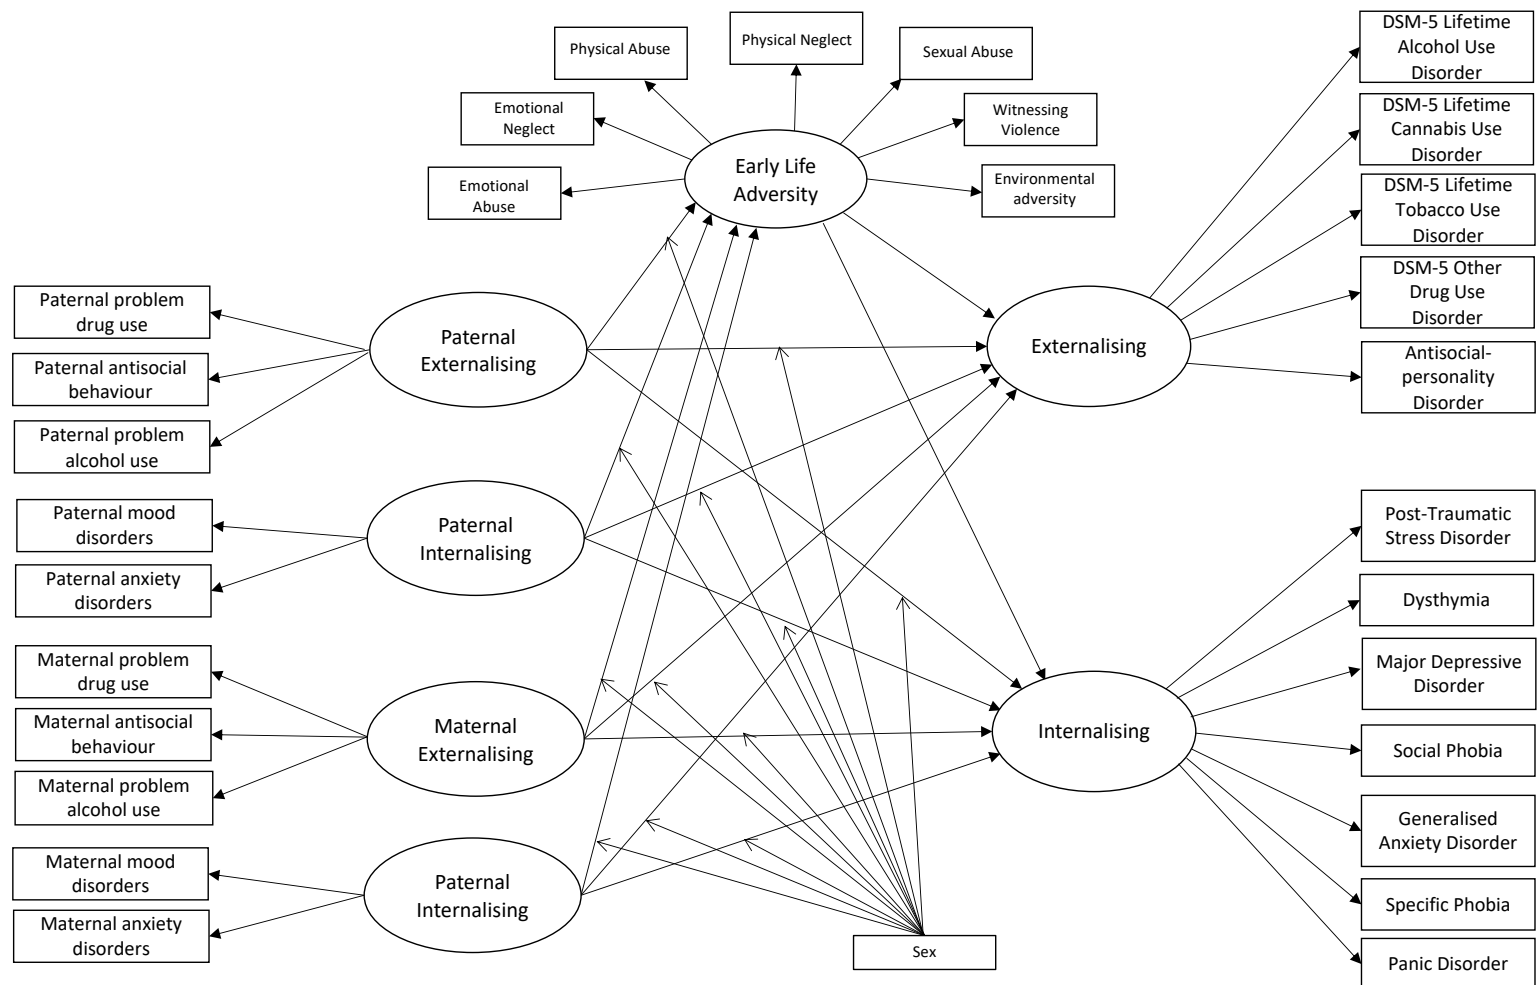 Physical Abuse
Physical Neglect
Sexual Abuse
Emotional
Neglect
Witnessing
Violence
Emotional
Abuse
Environmental
adversity
Early Life
Adversity
DSM-5 Lifetime
Alcohol Use
Disorder
DSM-5 Lifetime
Cannabis Use
Disorder
DSM-5 Lifetime
Tobacco Use
Disorder
DSM-5 Other
Drug Use
Disorder
Antisocial-
personality
Disorder
Paternal problem
drug use
Paternal antisocial
behaviour
Paternal problem
alcohol use
Paternal
Externalising
Externalising
Paternal mood
disorders
Paternal anxiety
disorders
Paternal
Internalising
Maternal problem
drug use
Maternal antisocial
behaviour
Maternal problem
alcohol use
Maternal
Externalising
Internalising
Maternal mood
disorders
Maternal anxiety
disorders
Paternal
Internalising
Sex
Post-Traumatic
Stress Disorder
Dysthymia
Major Depressive
Disorder
Social Phobia
Generalised
Anxiety Disorder
Specific Phobia
Panic Disorder